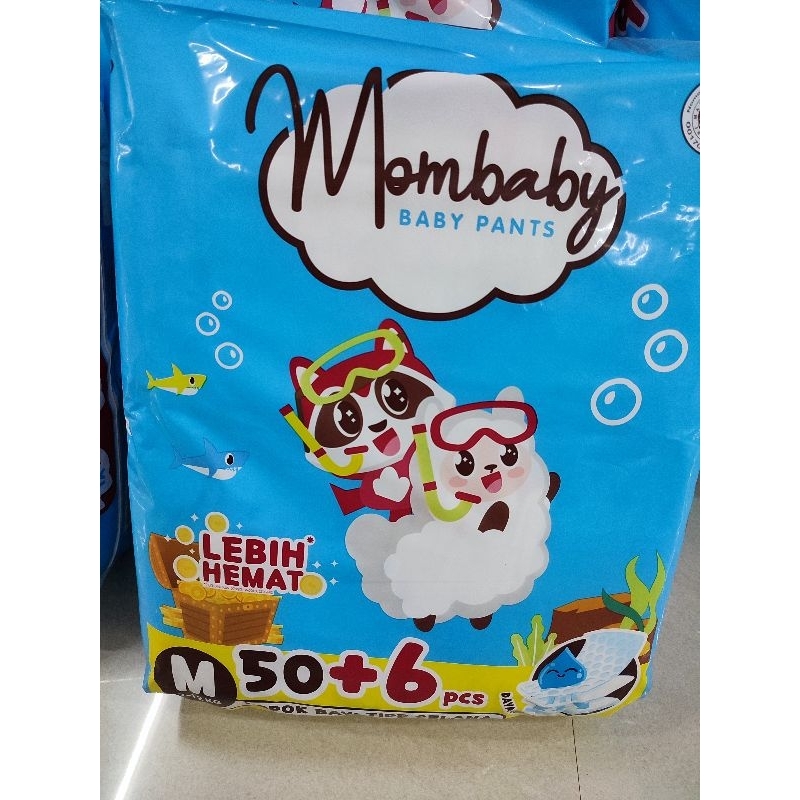 Mombaby
BABY PANTS
LEBIH*
HEMAT
M 50+6 pcs